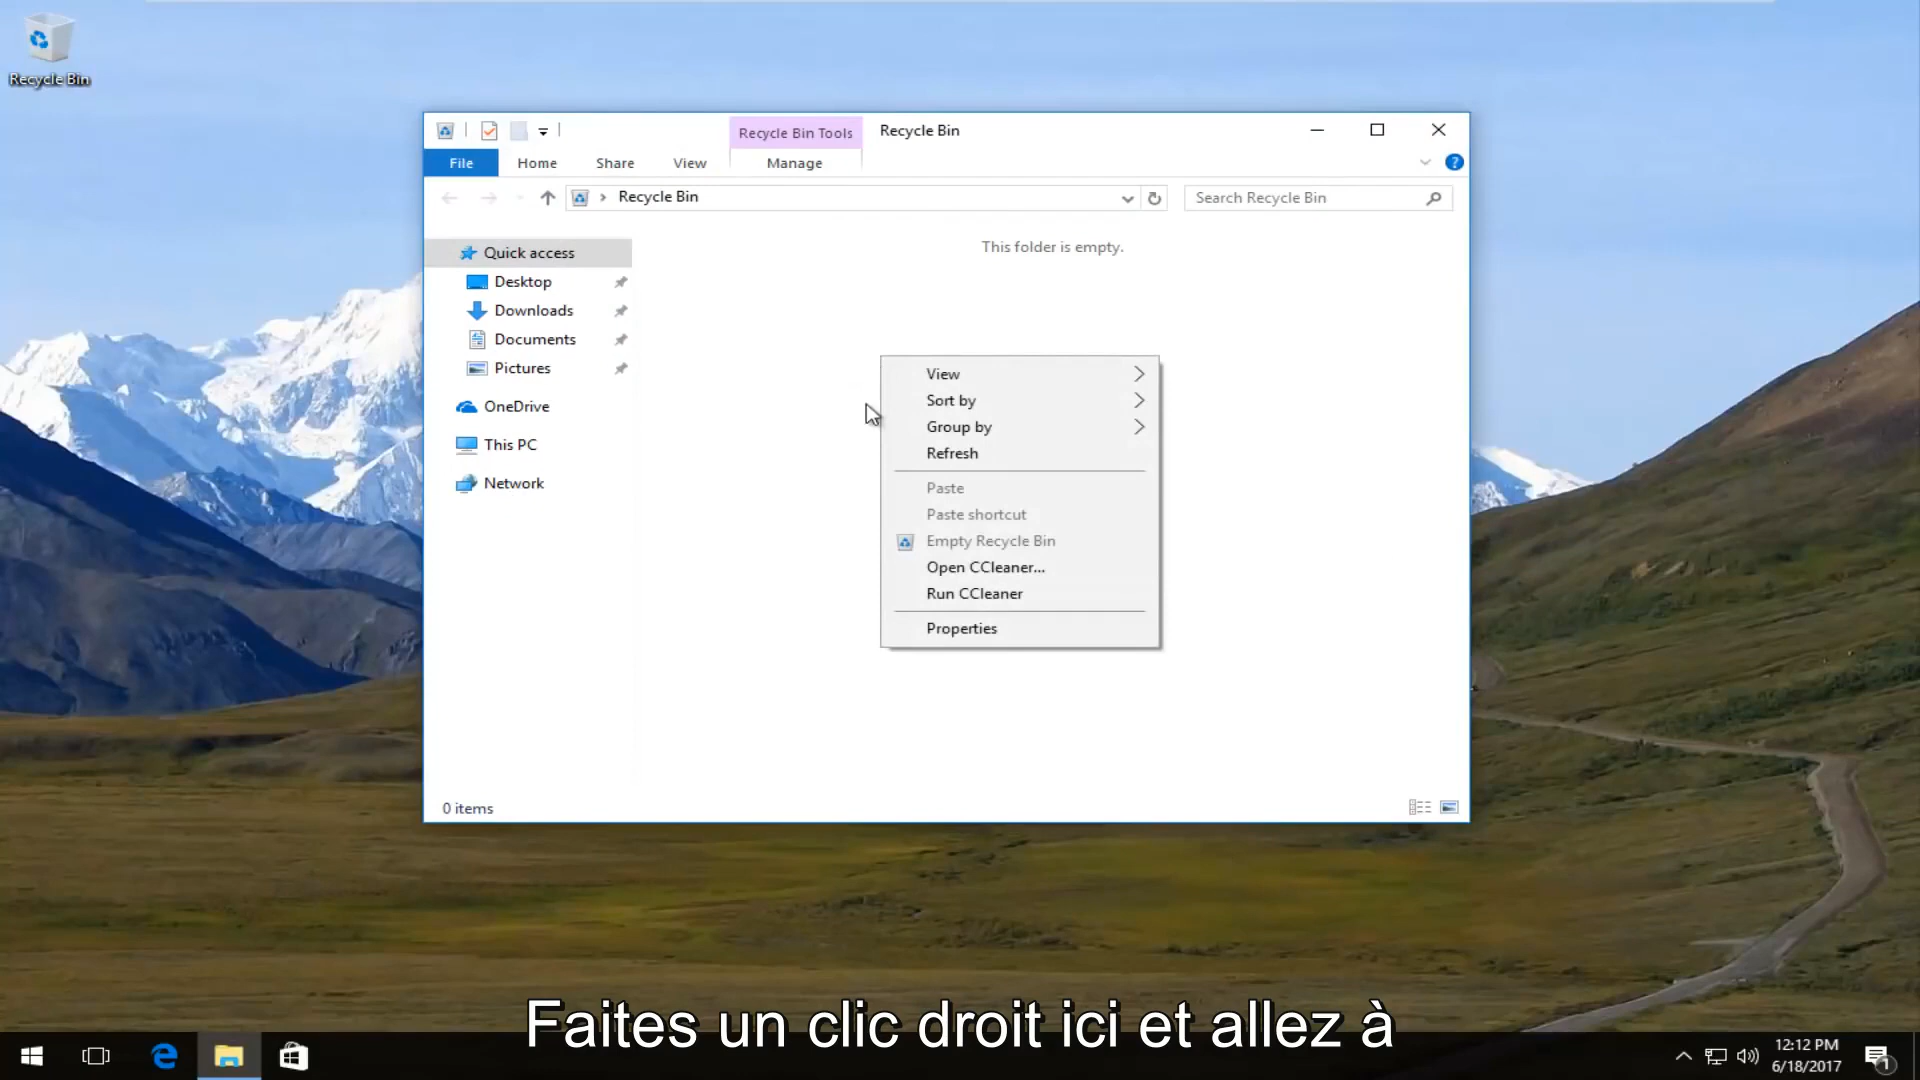 Recycle Bin
Recycle Bin Tools
Recycle Bin
File
Home
Share
View
Manage
Recycle Bin
Search Recycle Bin
Quick access
Desktop
Downloads
Documents
Pictures
OneDrive
This PC
Network
This folder is empty.
View
Sort by
Group by
Refresh
Paste
Paste shortcut
Empty Recycle Bin
Open CCleaner...
Run CCleaner
Properties
0 items
Faites un clic droit ici et allez à
12:12 PM
6/18/2017
1